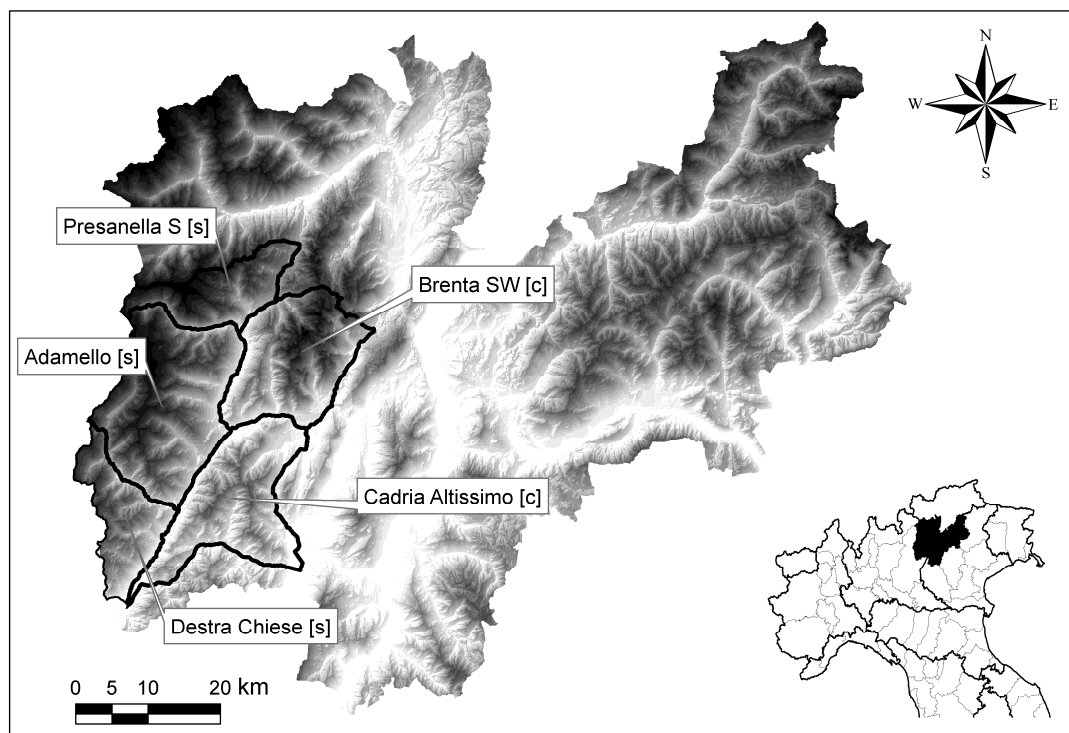 N
W E
S
Presanella S [s]
Brenta SW [c]
Adamello [s]
Cadria Altissimo [c]
Destra Chiese [s]
0 5 10 20 km